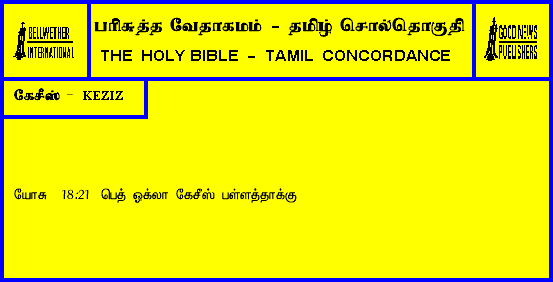 BELLWETHER
INTERNATIONAL
பரிசுத்த வேதாகமம் - தமிழ் சொல்தொகுதி
THE HOLY BIBLE - TAMIL CONCORDANCE
GOOD NEWS
PUBLISHERS
கேசீஸ் - KEZIZ
யோசு 18:21 பெத் ஒக்லா கேசீஸ் பள்ளத்தாக்கு